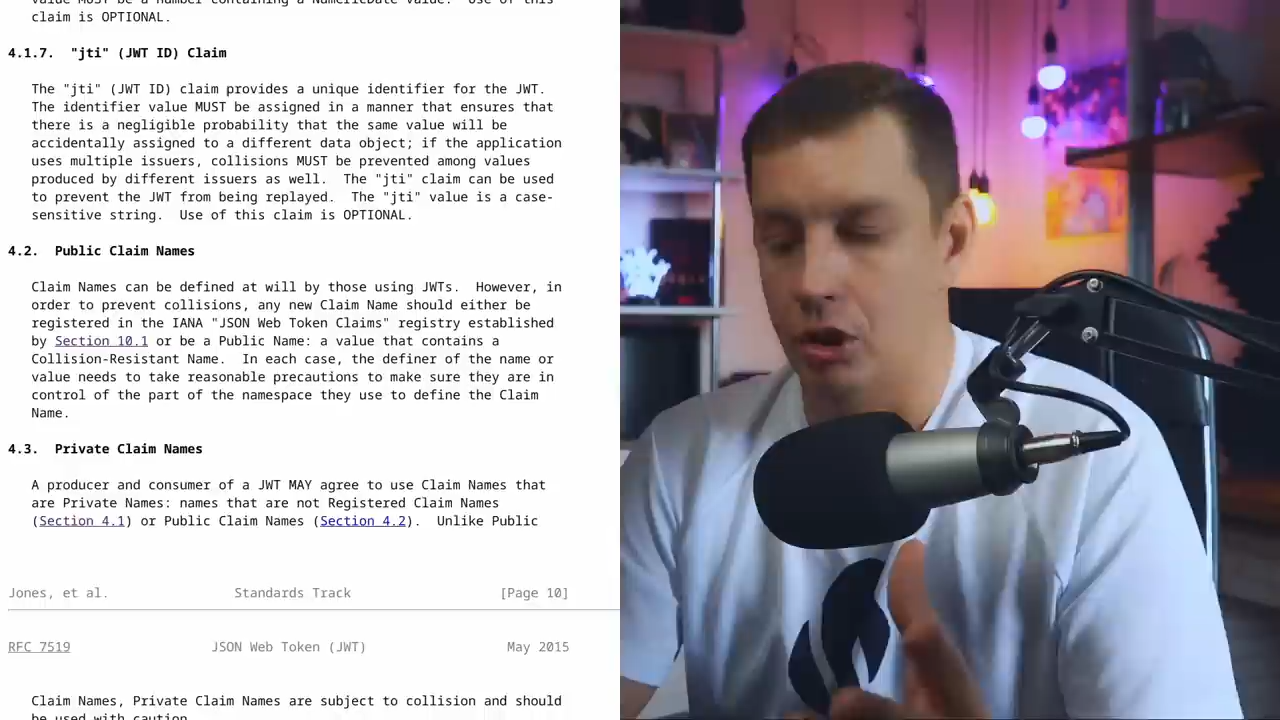 claim is OPTIONAL.
4.1.7. "jti" (JWT ID) Claim
The "jti" (JWT ID) claim provides a unique identifier for the JWT.
The identifier value MUST be assigned in a manner that ensures that
there is a negligible probability that the same value will be
accidentally assigned to a different data object; if the application
uses multiple issuers, collisions MUST be prevented among values
produced by different issuers as well. The "jti" claim can be used
to prevent the JWT from being replayed. The "jti" value is a case-
sensitive string. Use of this claim is OPTIONAL.
4.2. Public Claim Names
Claim Names can be defined at will by those using JWTs. However, in
order to prevent collisions, any new Claim Name should either be
registered in the IANA "JSON Web Token Claims" registry established
by Section 10.1 or be a Public Name: a value that contains a
Collision-Resistant Name. In each case, the definer of the name or
value needs to take reasonable precautions to make sure they are in
control of the part of the namespace they use to define the Claim
Name.
4.3. Private Claim Names
A producer and consumer of a JWT MAY agree to use Claim Names that
are Private Names: names that are not Registered Claim Names
(Section 4.1) or Public Claim Names (Section 4.2). Unlike Public
Jones, et al. Standards Track [Page 10]
RFC 7519 JSON Web Token (JWT) May 2015
Claim Names, Private Claim Names are subject to collision and should
be used with caution.